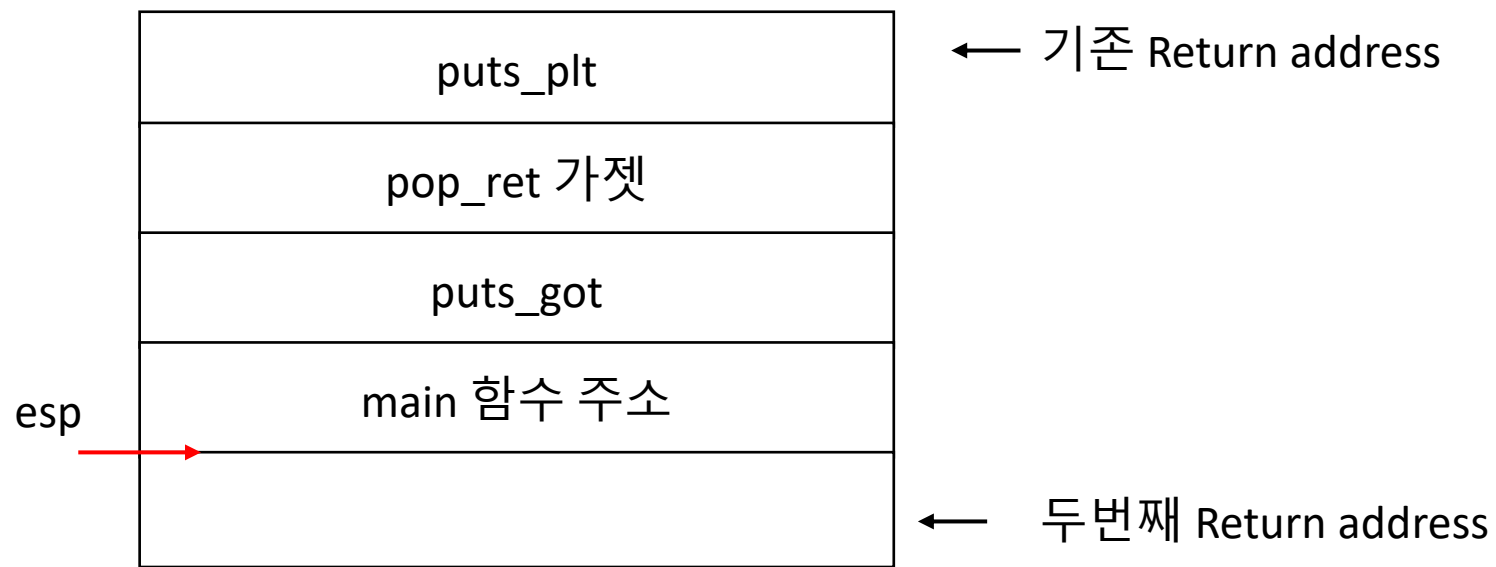 puts_plt
기존 Return address
pop_ret 가젯
puts_got
main 함수 주소
esp
두번째 Return address